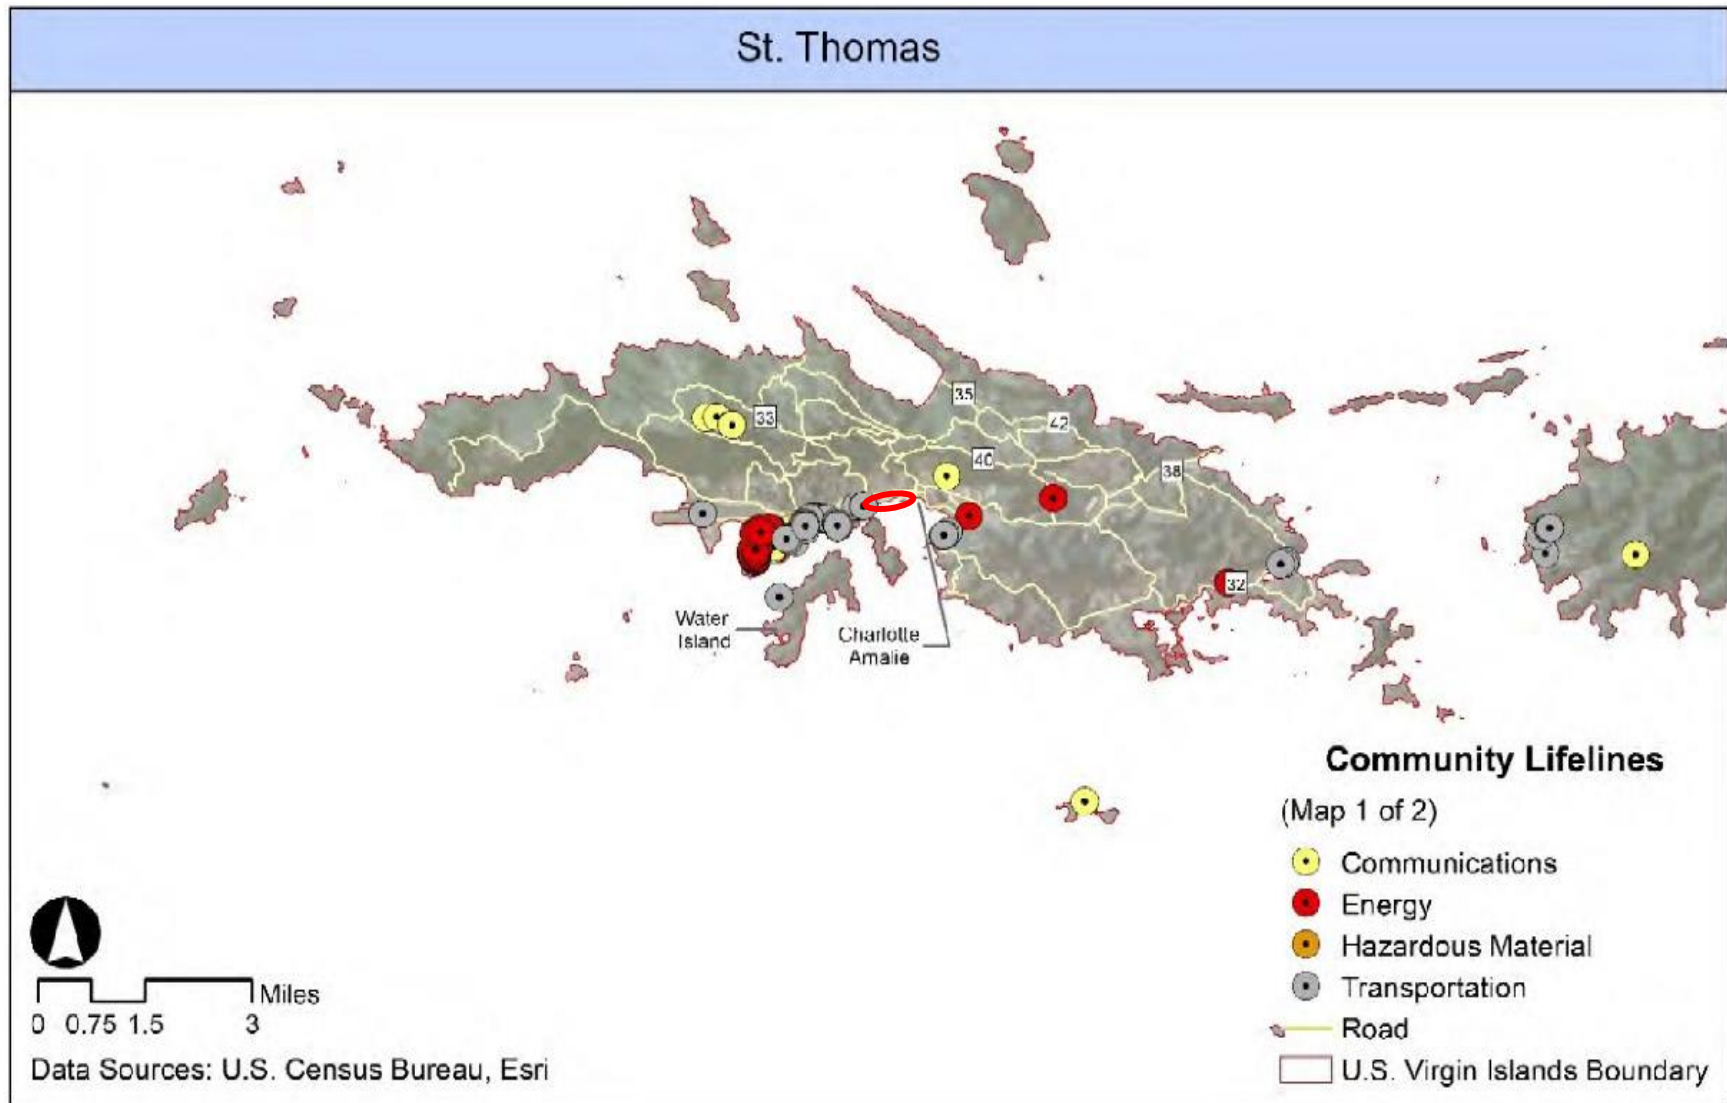 St. Thomas
35
33
42
40
38
32
Water
Island
Charlotte
Amalie
Community Lifelines
(Map 1 of 2)
Communications
Energy
Hazardous Material
Transportation
Road
U.S. Virgin Islands Boundary
Miles
0 0.75 1.5 3
Data Sources: U.S. Census Bureau, Esri